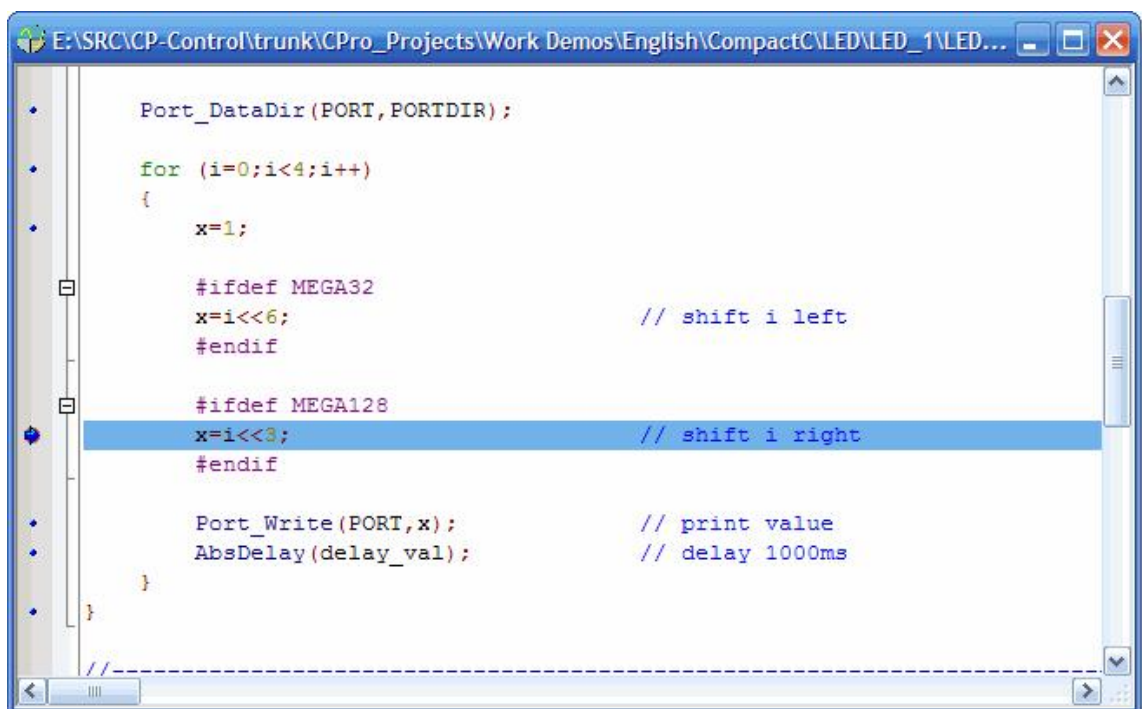 E:\SRC\CP-Control\trunk\CPro_Projects\Work Demos\English\CompactC\LED\LED_1\LED...
Port_DataDir(PORT,PORTDIR);
for (i=0;i<4;i++)
{
x=1;
#ifdef MEGA32
x=i<<6; // shift i left
#endif
#ifdef MEGA128
x=i<<3; // shift i right
#endif
Port_Write(PORT,x); // print value
AbsDelay(delay_val); // delay 1000ms
}
}
//--------------------------------------------------------------------------